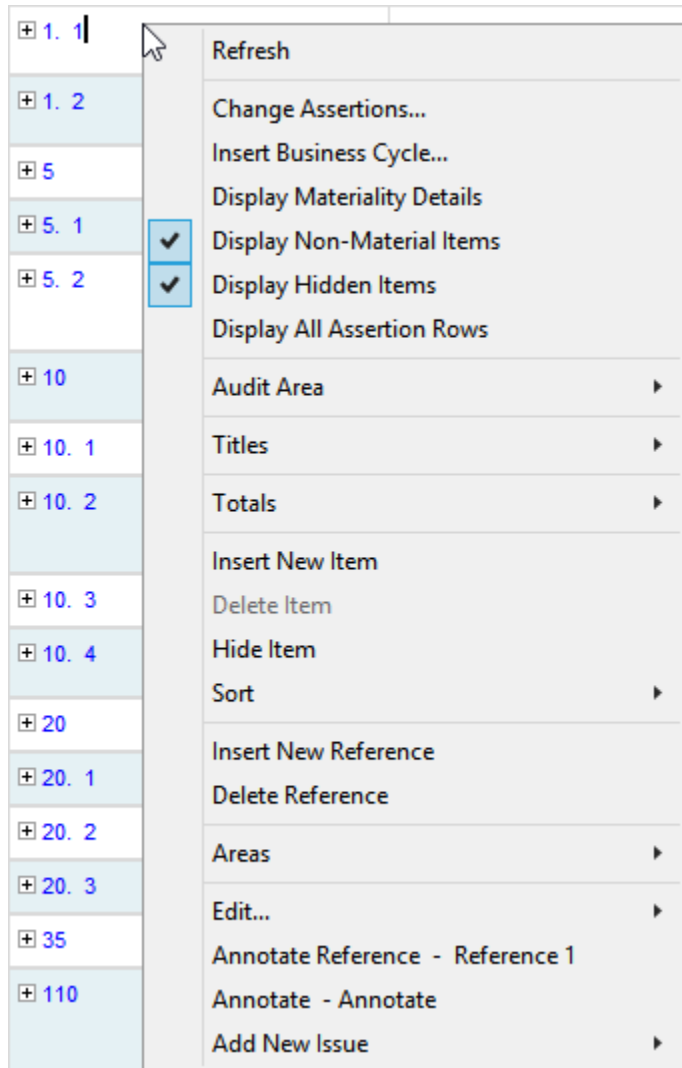 1. 1
1. 2
5
5. 1
5. 2
10
10. 1
10. 2
10. 3
10. 4
20
20. 1
20. 2
20. 3
35
110
Refresh
Change Assertions...
Insert Business Cycle...
Display Materiality Details
Display Non-Material Items
Display Hidden Items
Display All Assertion Rows
Audit Area
Titles
Totals
Insert New Item
Delete Item
Hide Item
Sort
Insert New Reference
Delete Reference
Areas
Edit...
Annotate Reference - Reference 1
Annotate - Annotate
Add New Issue